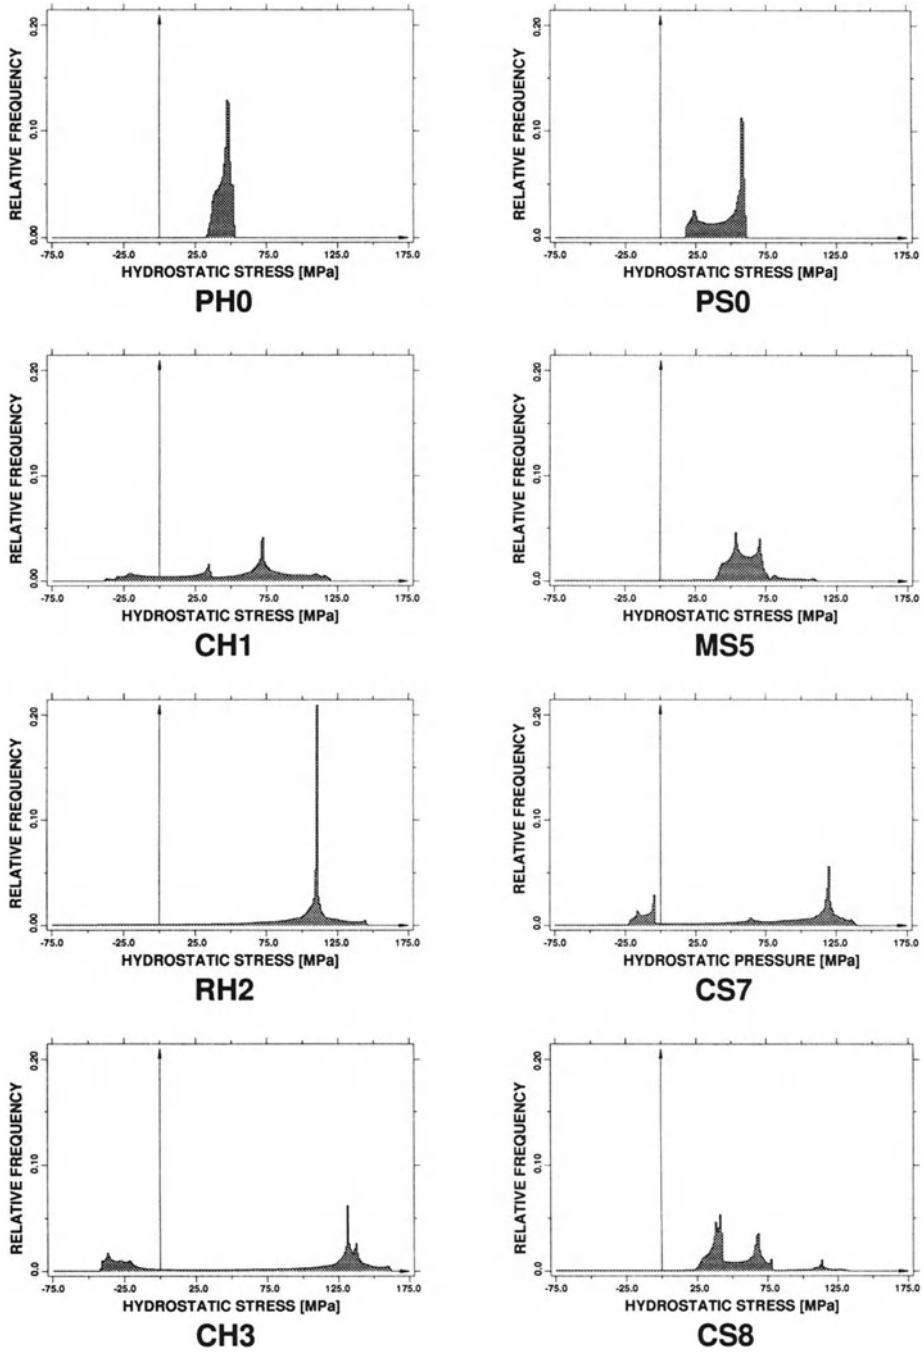 RELATIVE FREQUENCY
0.20
0.10
0.00
-75.0 -25.0 25.0 75.0 125.0 175.0
HYDROSTATIC STRESS [MPa]
PH0
RELATIVE FREQUENCY
0.20
0.10
0.00
-75.0 -25.0 25.0 75.0 125.0 175.0
HYDROSTATIC STRESS [MPa]
PS0
RELATIVE FREQUENCY
0.20
0.10
0.00
-75.0 -25.0 25.0 75.0 125.0 175.0
HYDROSTATIC STRESS [MPa]
CH1
RELATIVE FREQUENCY
0.20
0.10
0.00
-75.0 -25.0 25.0 75.0 125.0 175.0
HYDROSTATIC STRESS [MPa]
MS5
RELATIVE FREQUENCY
0.20
0.10
0.00
-75.0 -25.0 25.0 75.0 125.0 175.0
HYDROSTATIC STRESS [MPa]
RH2
RELATIVE FREQUENCY
0.20
0.10
0.00
-75.0 -25.0 25.0 75.0 125.0 175.0
HYDROSTATIC PRESSURE [MPa]
CS7
RELATIVE FREQUENCY
0.20
0.10
0.00
-75.0 -25.0 25.0 75.0 125.0 175.0
HYDROSTATIC STRESS [MPa]
CH3
RELATIVE FREQUENCY
0.20
0.10
0.00
-75.0 -25.0 25.0 75.0 125.0 175.0
HYDROSTATIC STRESS [MPa]
CS8